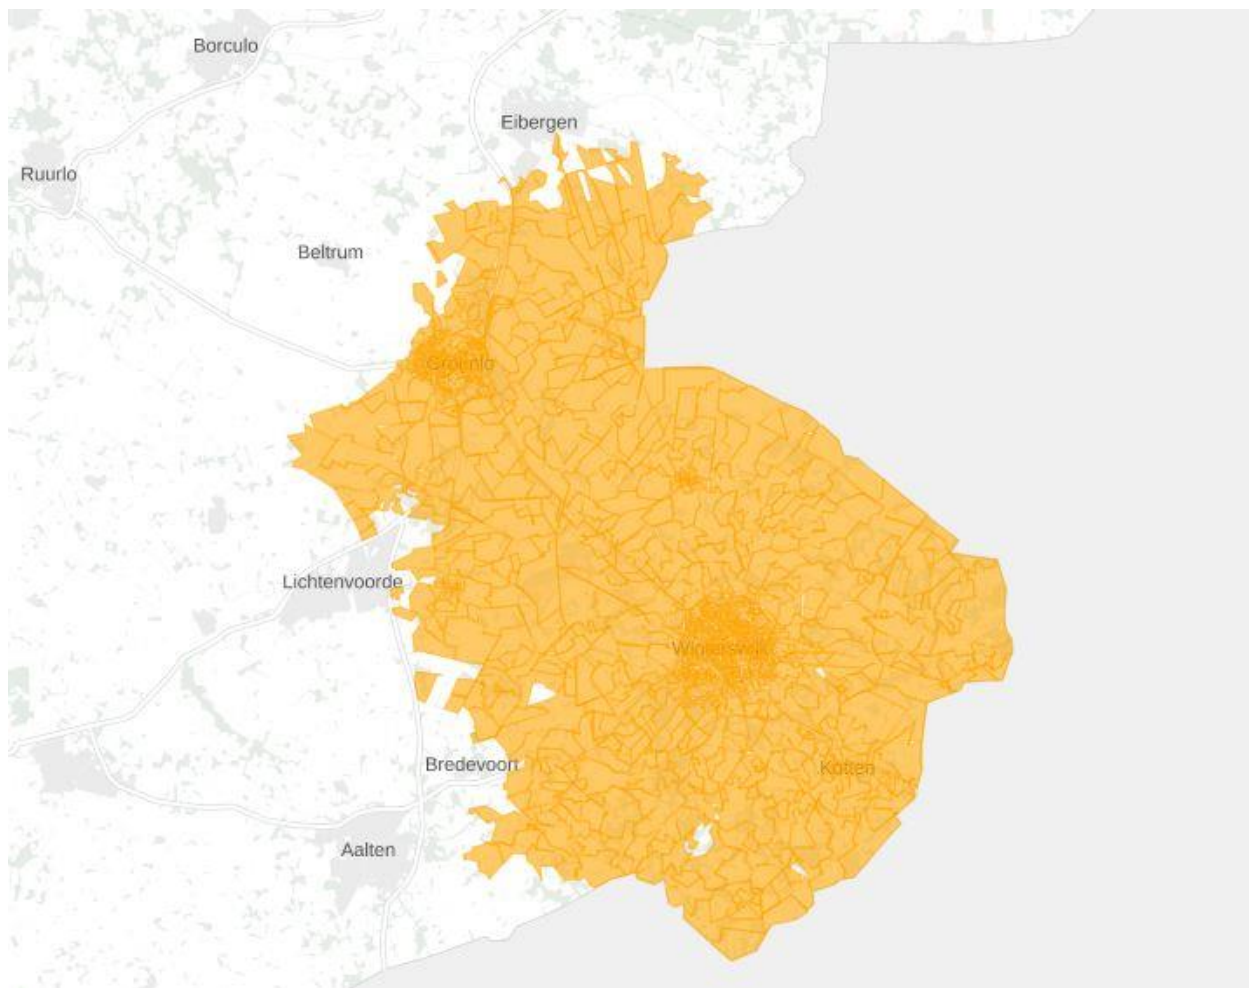 Borculo
Eibergen
Ruurlo
Beltrum
Groenlo
Lichtenvoorde
Winterswijk
Bredevoort
Kotten
Aalten